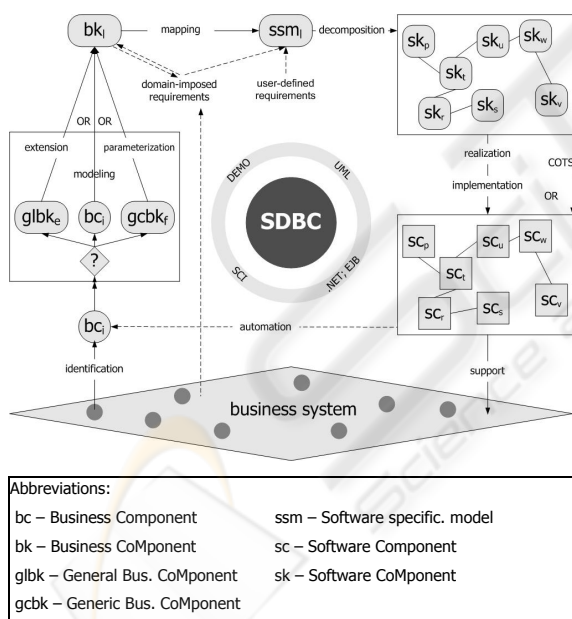 bkl
mapping
ssml
decomposition
skp
sku
skw
skt
skr
sks
skv
domain-imposed
requirements
user-defined
requirements
OR
OR
extension
parameterization
modeling
glbke
bci
gcbkf
?
bci
DEMO
UML
SDBC
SCI
.NET; EJB
realization
COTS
implementation
OR
scp
scu
scw
sct
scr
scs
scv
automation
identification
support
business system
Abbreviations:
bc – Business Component
ssm – Software specific. model
bk – Business CoMponent
sc – Software Component
glbk – General Bus. CoMponent
sk – Software CoMponent
gcbk – Generic Bus. CoMponent